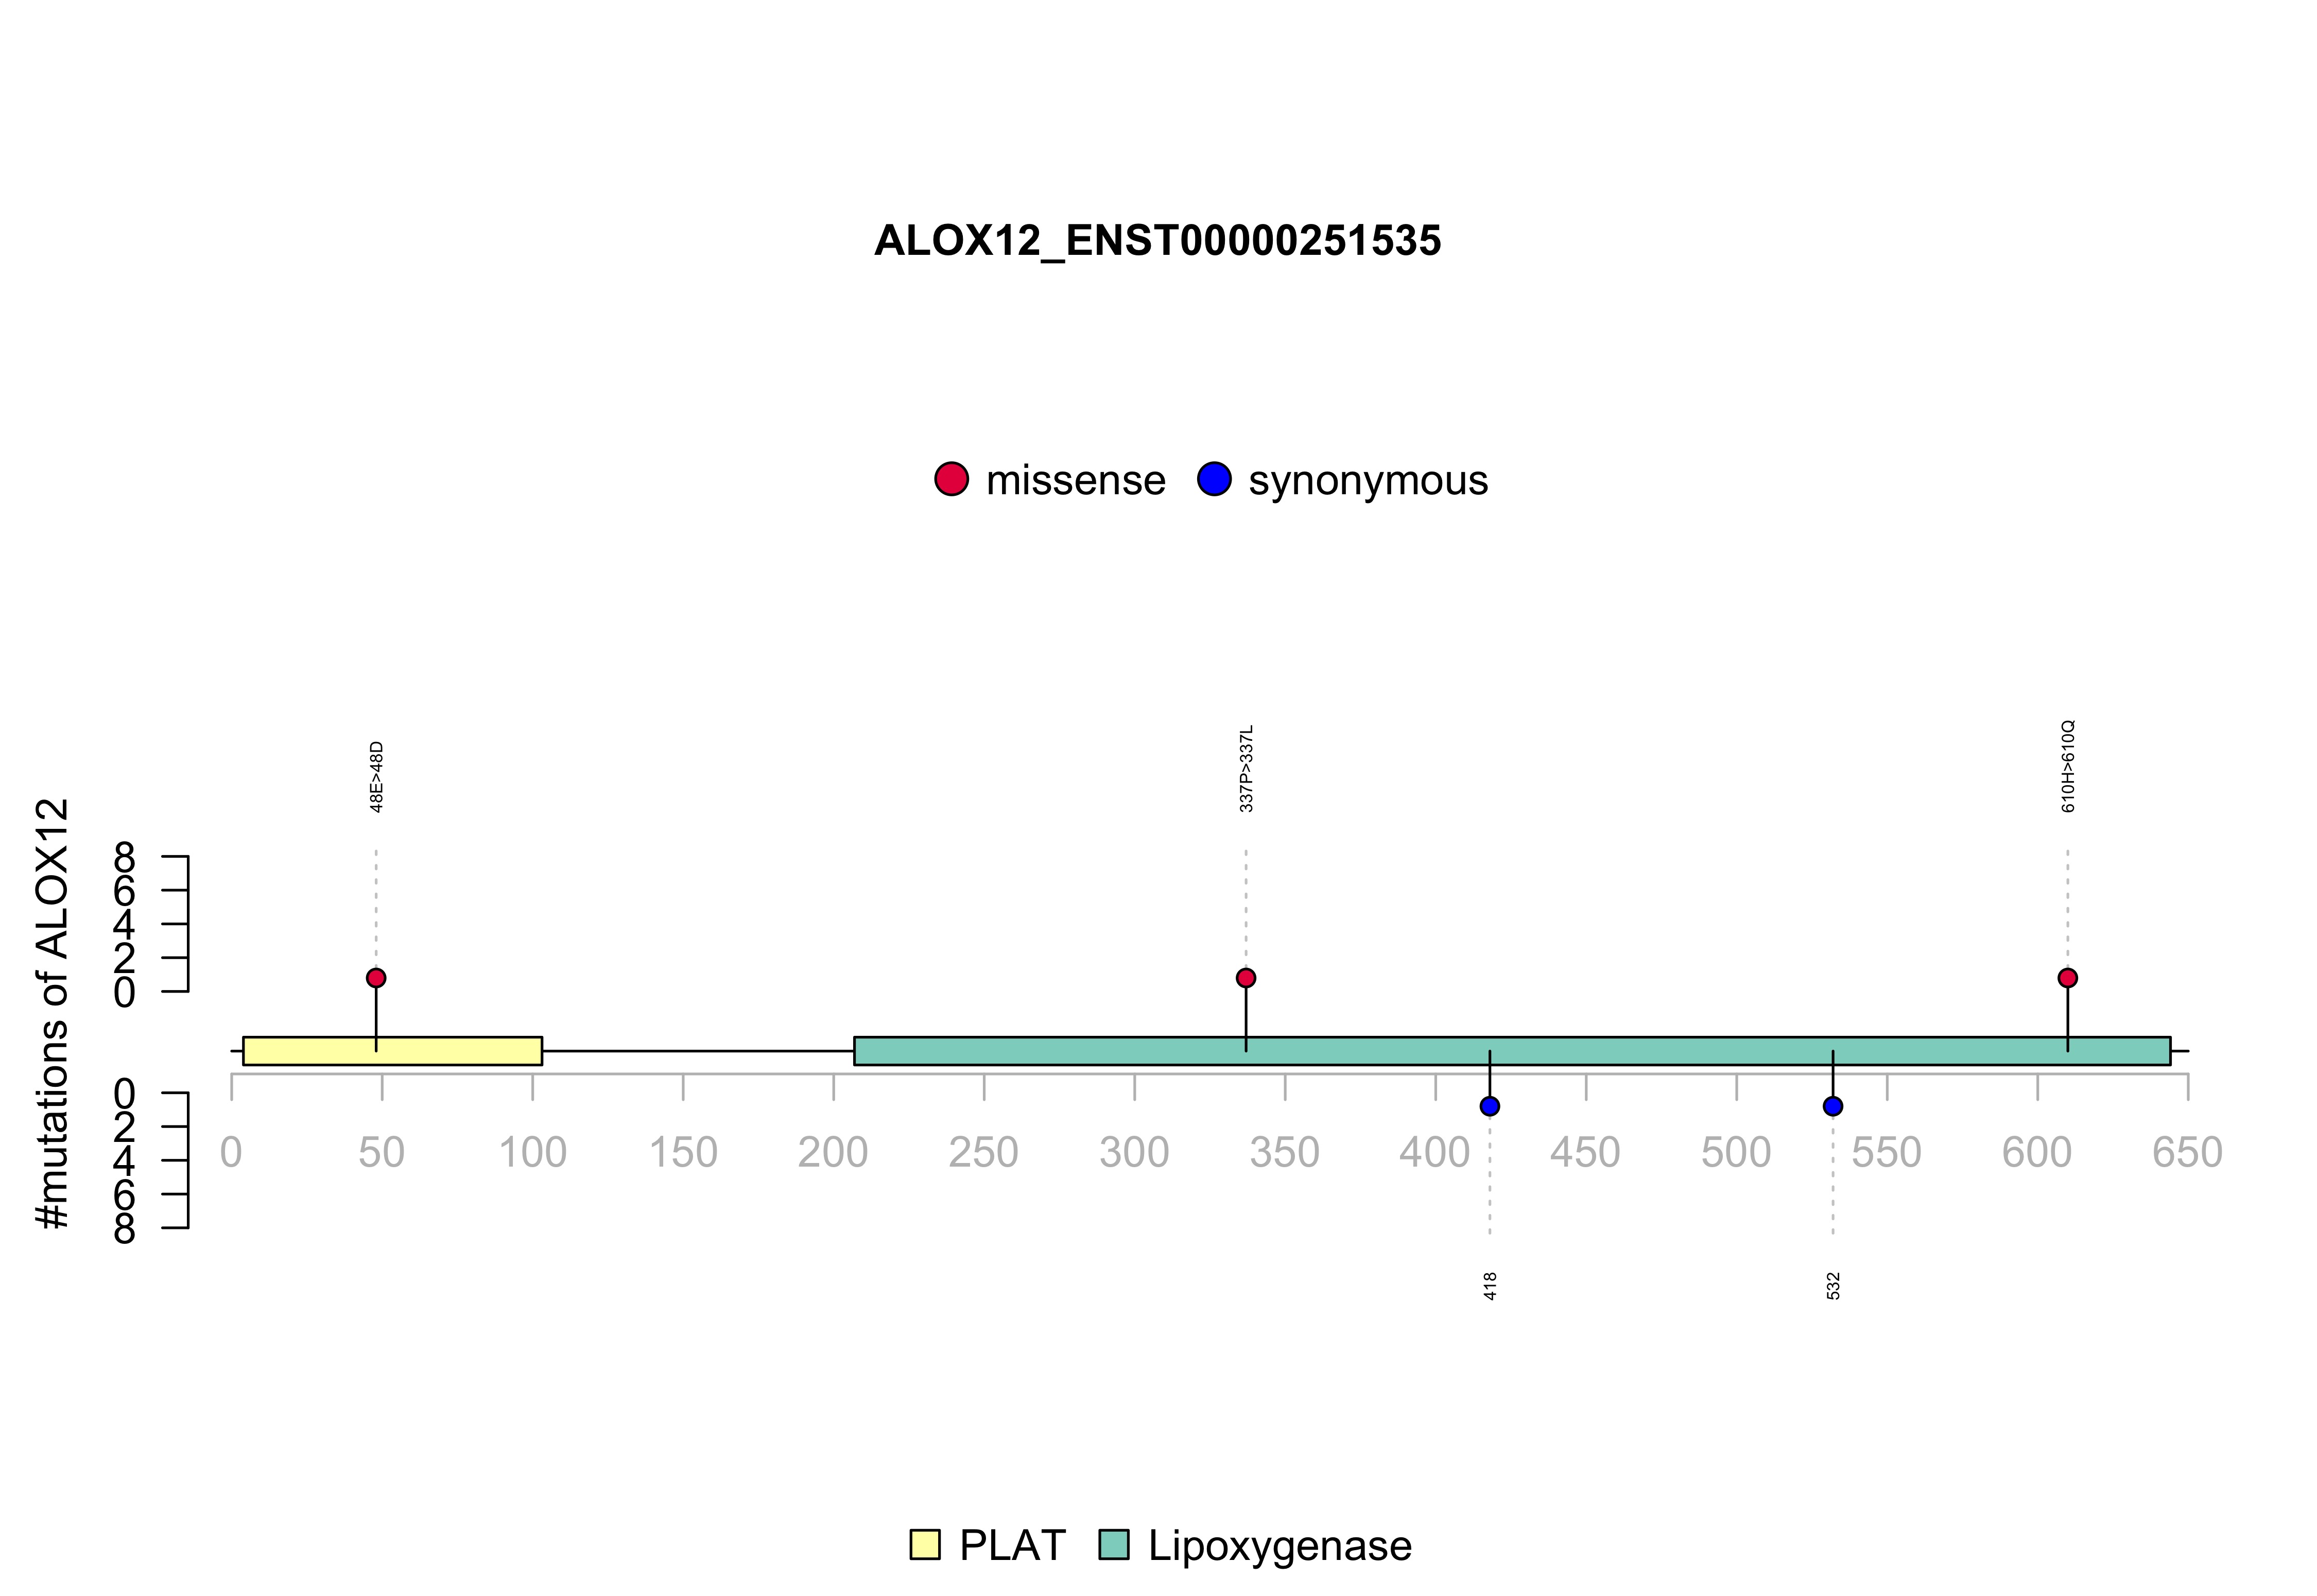 ALOX12_ENST00000251535
missense synonymous
48E>48D 337P>337L 610H>610Q
#mutations of ALOX12
8
6
4
2
0
0
2
4
6
8
0 50 100 150 200 250 300 350 400 450 500 550 600 650
418 532
PLAT Lipoxygenase